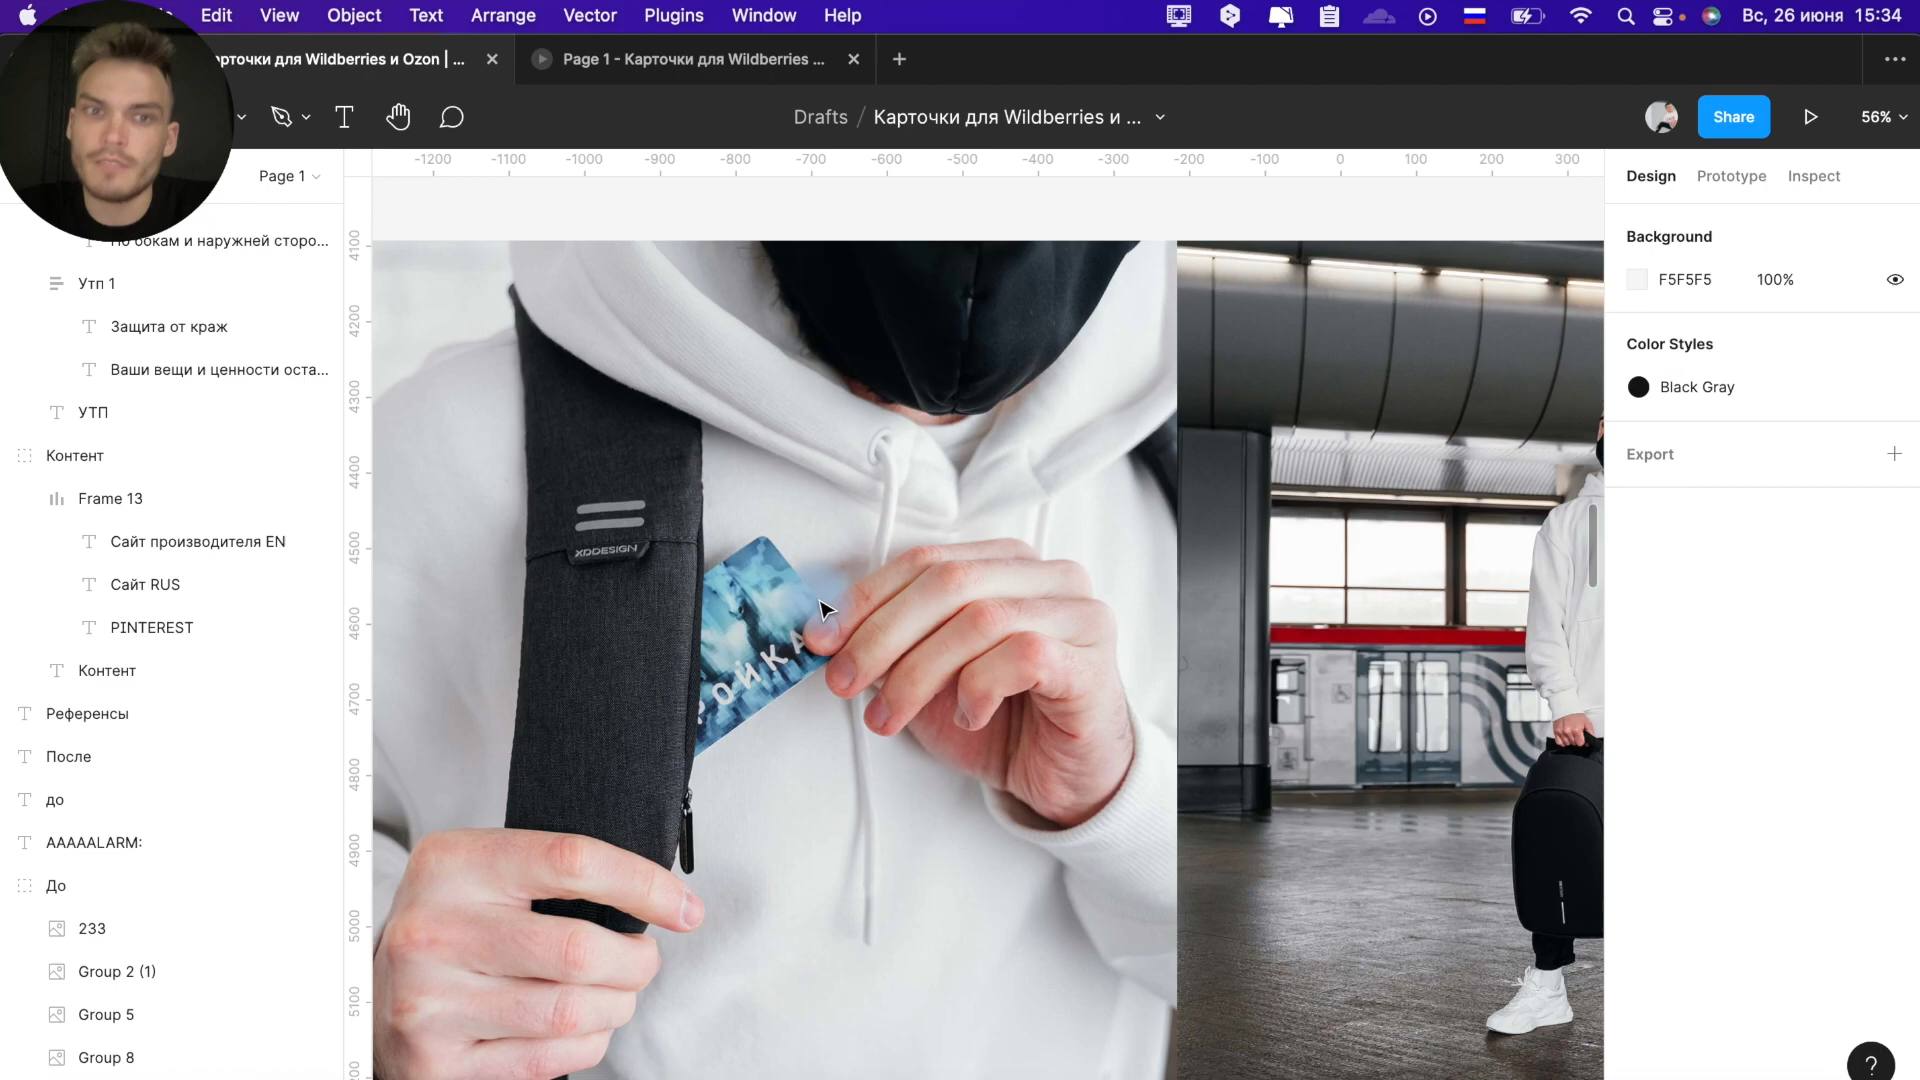 Edit View Object Text Arrange Vector Plugins Window Help
Вс, 26 июня 15:34
арточки для Wildberries и Ozon | ...
Page 1 - Карточки для Wildberries ...
Drafts / Карточки для Wildberries и ...
Share
56%
Page 1
-1200 -1100 -1000 -900 -800 -700 -600 -500 -400 -300 -200 -100 0 100 200 300
Design Prototype Inspect
По бокам и наружней сторо...
Утп 1
Защита от краж
Ваши вещи и ценности оста...
УТП
Контент
Frame 13
Сайт производителя EN
Сайт RUS
PINTEREST
Контент
Референсы
После
до
AAAAALARM:
До
233
Group 2 (1)
Group 5
Group 8
4100
4200
4300
4400
4500
4600
4700
4800
4900
5000
5100
XDDESIGN
РОЙКА
Background
F5F5F5 100%
Color Styles
Black Gray
Export
?